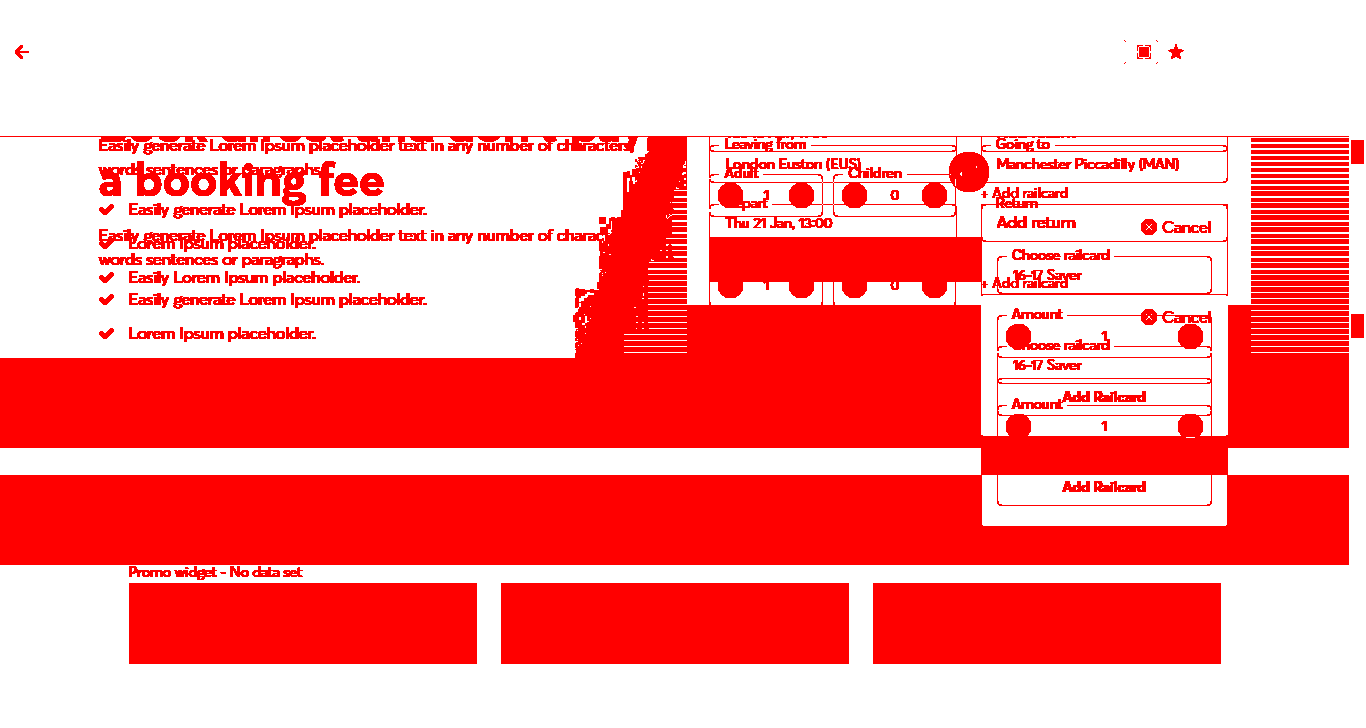 Easily generate Lorem Ipsum placeholder text in any number of characters,
words sentences or paragraphs.
a booking fee
Easily generate Lorem Ipsum placeholder.
Easily generate Lorem Ipsum placeholder text in any number of charac
Lorem Ipsum placeholder.
words sentences or paragraphs.
Easily Lorem Ipsum placeholder.
Easily generate Lorem Ipsum placeholder.
Lorem Ipsum placeholder.
Leaving from
London Euston (EUS)
Adult
Children
1
0
Depart
Thu 21 Jan, 13:00
1
0
Going to
Manchester Piccadilly (MAN)
+ Add railcard
Return
Add return
Cancel
Choose railcard
16-17 Saver
+ Add railcard
Amount
Cancel
1
Choose railcard
16-17 Saver
Add Railcard
Amount
1
Add Railcard
Promo widget - No data set